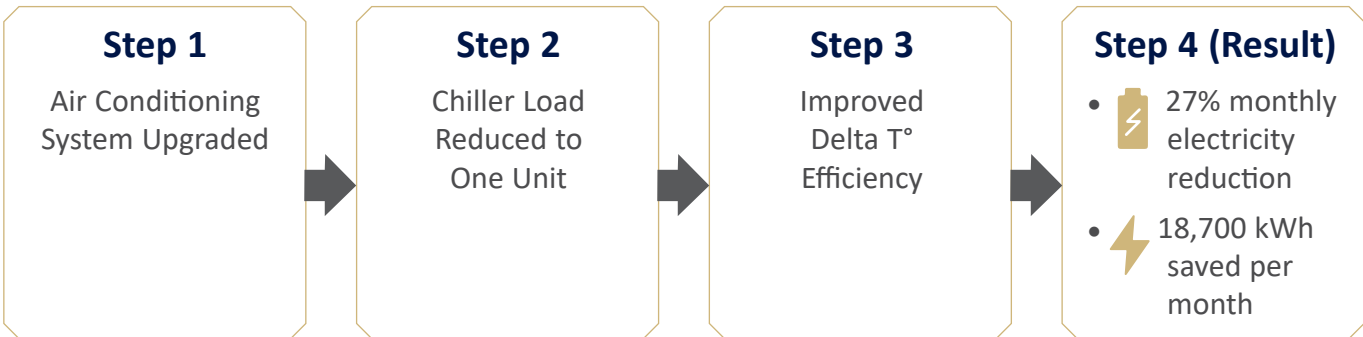 Step 1
Air Conditioning
System Upgraded
Step 2
Chiller Load
Reduced to
One Unit
Step 3
Improved
Delta T°
Efficiency
Step 4 (Result)
• 27% monthly
electricity
reduction
• 18,700 kWh
saved per
month